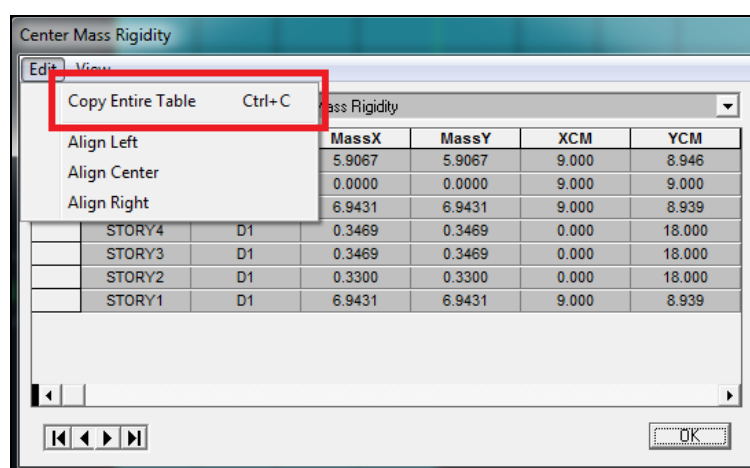 Center Mass Rigidity
Edit View
Copy Entire Table Ctrl+C
Mass Rigidity
Align Left
Align Center
Align Right
MassX MassY XCM YCM
5.9067 5.9067 9.000 8.946
0.0000 0.0000 9.000 9.000
6.9431 6.9431 9.000 8.939
STORY4 D1 0.3469 0.3469 0.000 18.000
STORY3 D1 0.3469 0.3469 0.000 18.000
STORY2 D1 0.3300 0.3300 0.000 18.000
STORY1 D1 6.9431 6.9431 9.000 8.939
OK